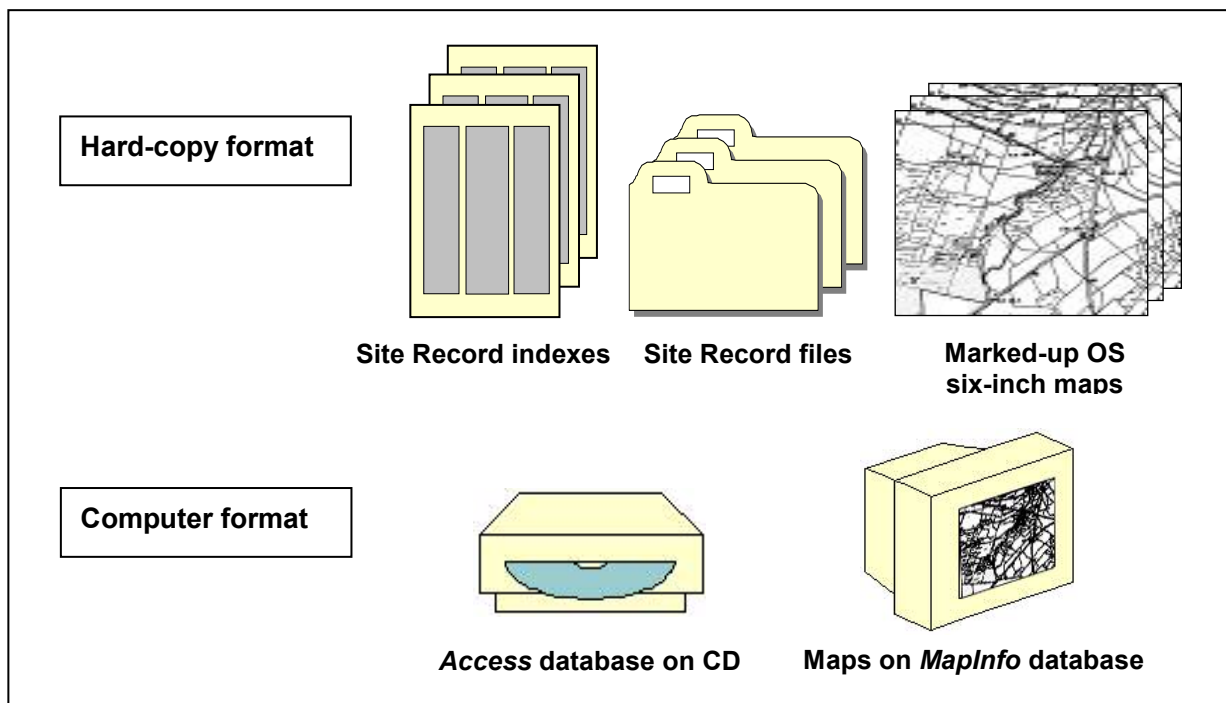 Hard-copy format
Site Record indexes
Site Record files
Marked-up OS
six-inch maps
Computer format
Access database on CD
Maps on MapInfo database